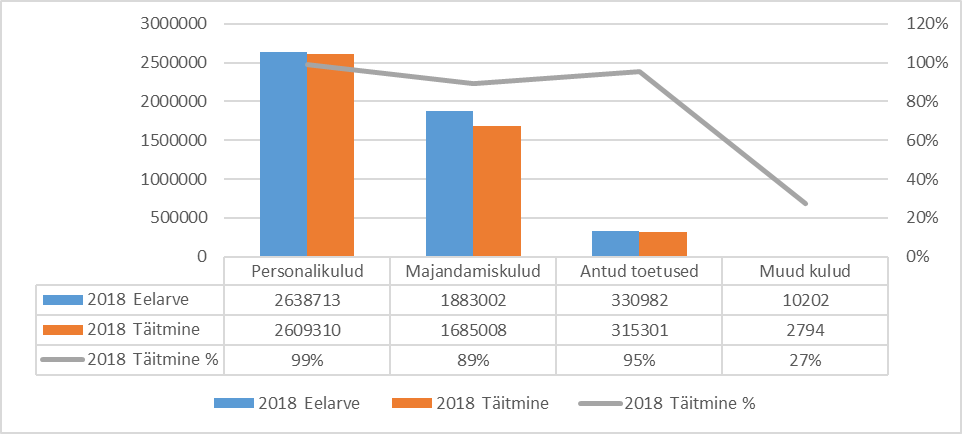 3000000 120%
2500000 100%
2000000 80%
1500000 60%
1000000 40%
500000 20%
0 0%
Personalikulud Majandamiskulud Antud toetused Muud kulud
2018 Eelarve 2638713 1883002 330982 10202
2018 Täitmine 2609310 1685008 315301 2794
2018 Täitmine % 99% 89% 95% 27%
2018 Eelarve 2018 Täitmine 2018 Täitmine %